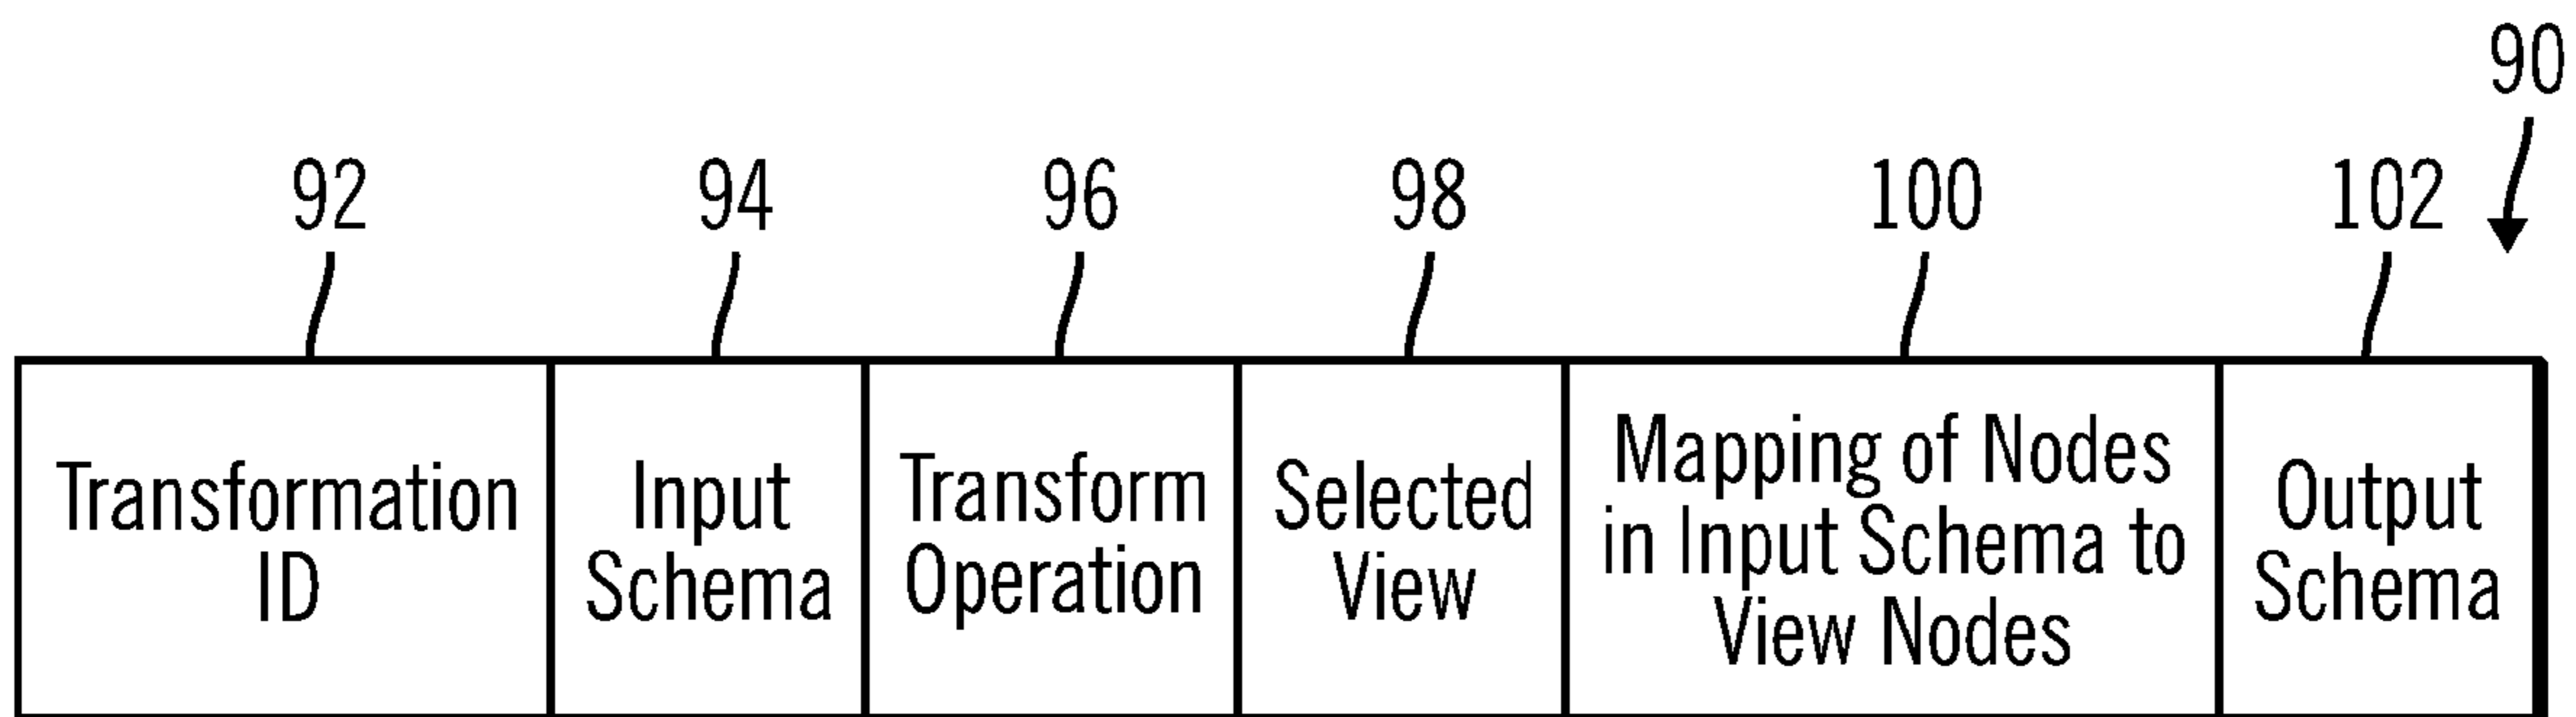 90
92
94
96
98
100
102
Transformation
ID
Input
Schema
Transform
Operation
Selected
View
Mapping of Nodes
in Input Schema to
View Nodes
Output
Schema